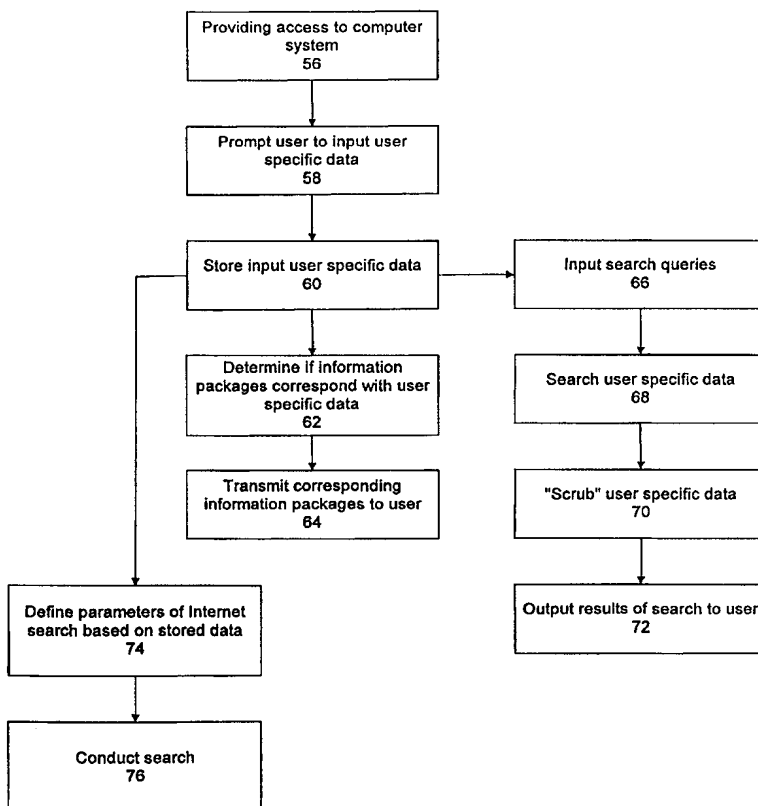 Providing access to computer
system
56
Prompt user to input user
specific data
58
Store input user specific data
60
Input search queries
66
Determine if information
packages correspond with user
specific data
62
Search user specific data
68
Transmit corresponding
information packages to user
64
"Scrub" user specific data
70
Define parameters of Internet
search based on stored data
74
Output results of search to user
72
Conduct search
76